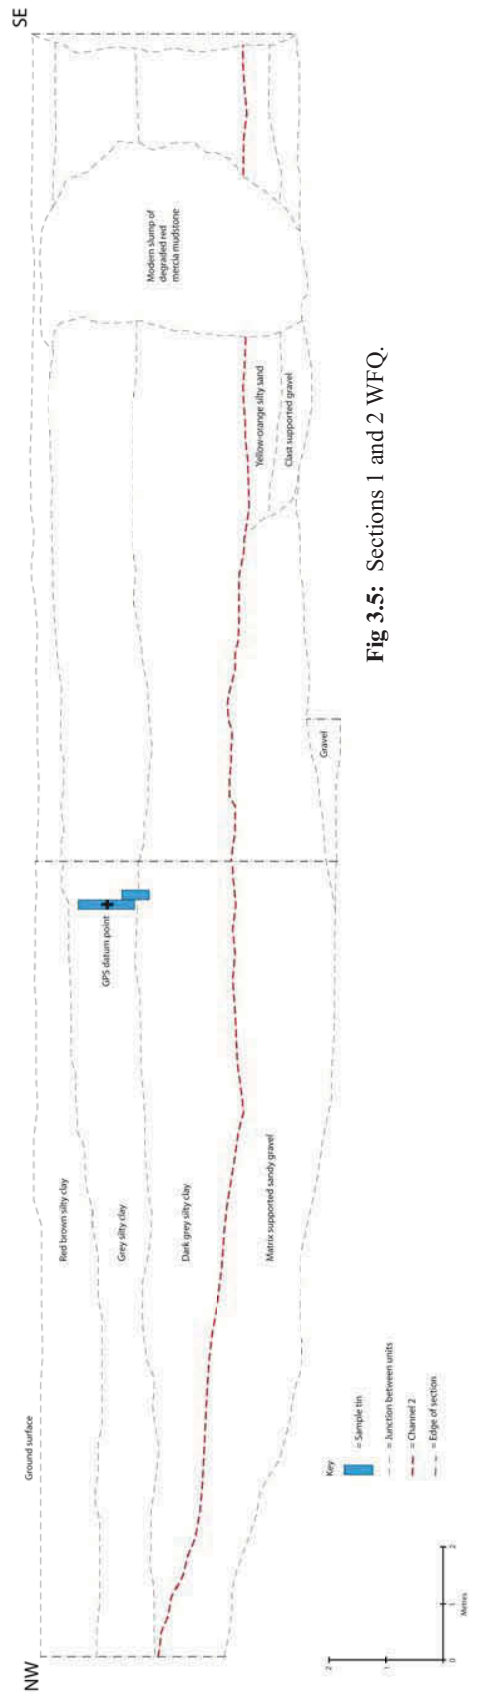 NW
SE
Ground surface
Red brown silty clay
Grey silty clay
Dark grey silty clay
Matrix supported sandy gravel
GPS datum point
Gravel
Yellow-orange silty sand
Clast supported gravel
Modern slump of
degraded red
mercia mudstone
Key
= Sample tin
= Junction between units
= Channel 2
= Edge of section
2
1
0
1
2
Metres
Fig 3.5: Sections 1 and 2 WFQ.